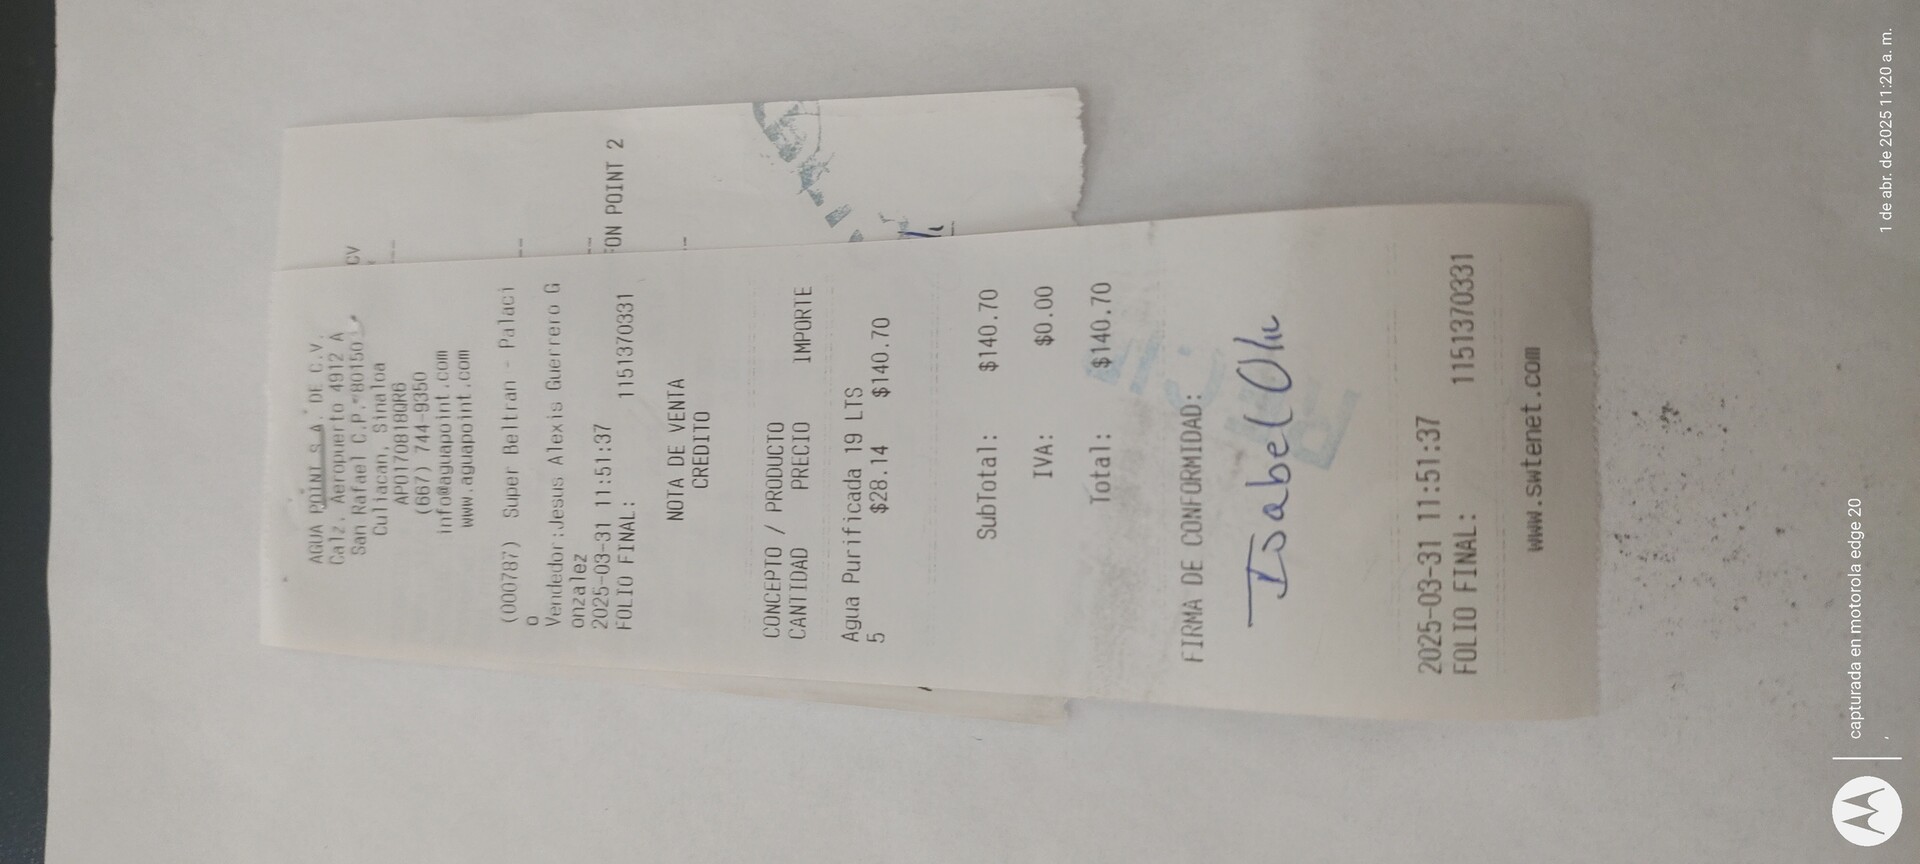 AGUA POINT S.A. DE C.V.
Calz. Aeropuerto 4912 A
San Rafael C.P. 80150
Culiacan, Sinaloa
APO170818QR6
(667) 744-9350
info@aguapoint.com
www.aguapoint.com
(000787) Super Beltran - Palaci
o
Vendedor:Jesus Alexis Guerrero G
onzalez
2025-03-31 11:51:37
FOLIO FINAL: 1151370331
NOTA DE VENTA
CREDITO
CONCEPTO / PRODUCTO
CANTIDAD PRECIO IMPORTE
Agua Purificada 19 LTS
5 $28.14 $140.70
SubTotal: $140.70
IVA: $0.00
Total: $140.70
FIRMA DE CONFORMIDAD:
Isabel
2025-03-31 11:51:37
FOLIO FINAL: 1151370331
www.swtenet.com
CV
ON POINT 2
capturada en motorola edge 20
1 de abr. de 2025 11:20 a. m.